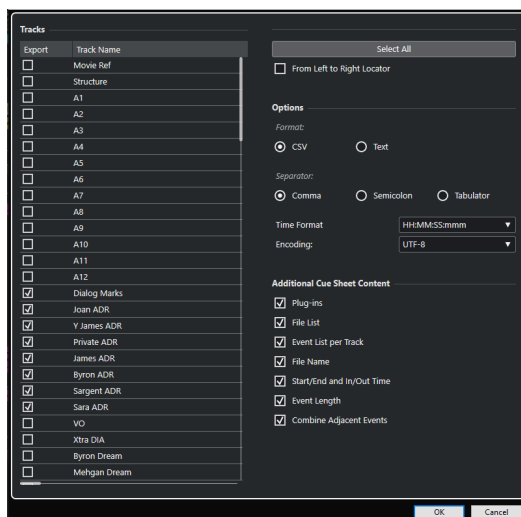 Tracks
Export Track Name
Movie Ref
Structure
A1
A2
A3
A4
A5
A6
A7
A8
A9
A10
A11
A12
Dialog Marks
Joan ADR
Y James ADR
Private ADR
James ADR
Byron ADR
Sargent ADR
Sara ADR
VO
Xtra DIA
Byron Dream
Mehgan Dream
Select All
From Left to Right Locator
Options
Format:
CSV Text
Separator:
Comma Semicolon Tabulator
Time Format HH:MM:SS:mmm
Encoding: UTF-8
Additional Cue Sheet Content
Plug-ins
File List
Event List per Track
File Name
Start/End and In/Out Time
Event Length
Combine Adjacent Events
OK Cancel